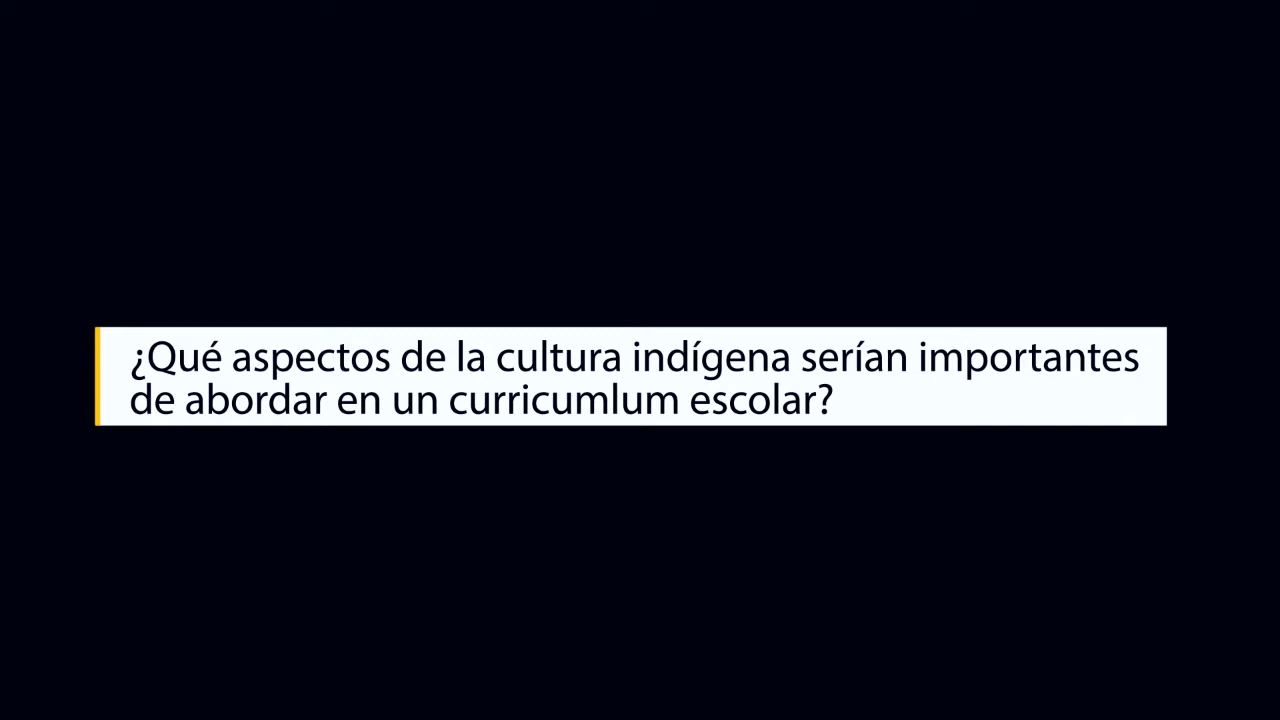 ¿Qué aspectos de la cultura indígena serían importantes
de abordar en un curricumlum escolar?